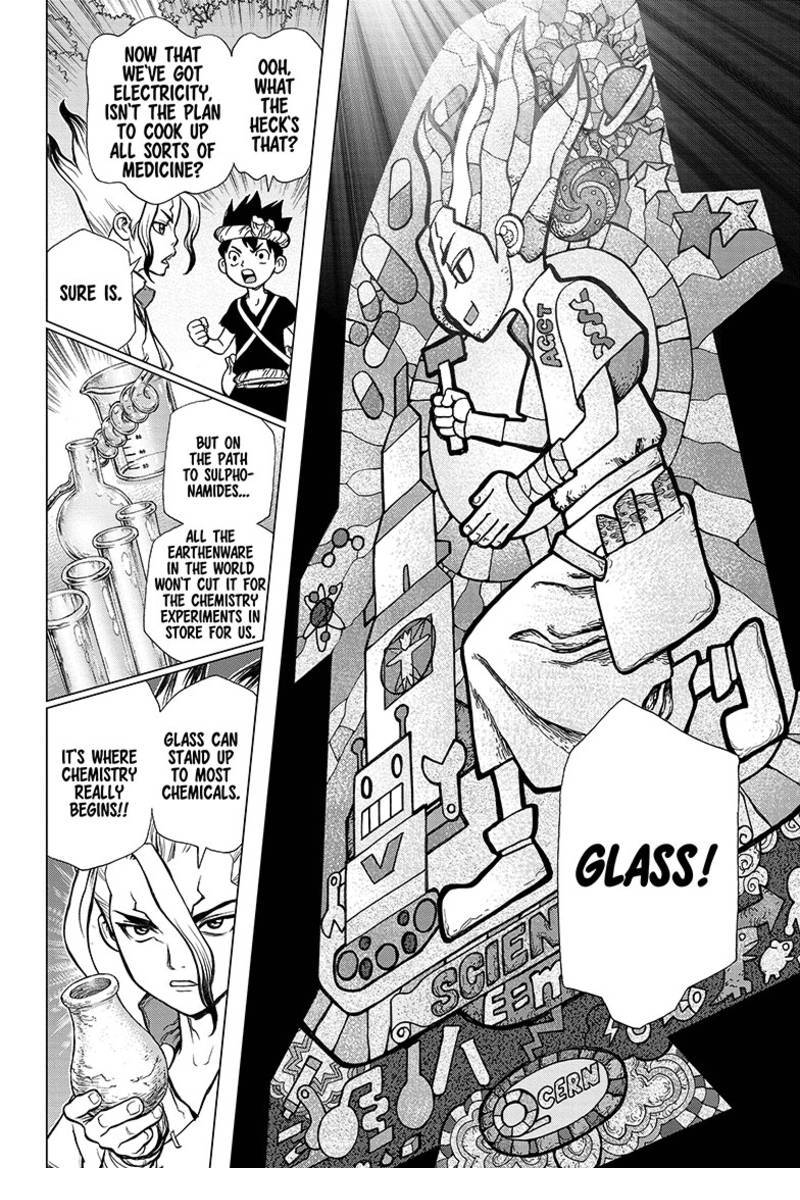 GLASS!
AGCT
V
SCIEN
E=m
CERN
OOH,
WHAT
THE
HECK'S
THAT?
NOW THAT
WE'VE GOT
ELECTRICITY,
ISN'T THE PLAN
TO COOK UP
ALL SORTS OF
MEDICINE?
SURE IS.
BUT ON
THE PATH
TO SULPHO-
NAMIDES...
ALL THE
EARTHENWARE
IN THE WORLD
WON'T CUT IT FOR
THE CHEMISTRY
EXPERIMENTS IN
STORE FOR US.
GLASS CAN
STAND UP
TO MOST
CHEMICALS.
IT'S WHERE
CHEMISTRY
REALLY
BEGINS!!